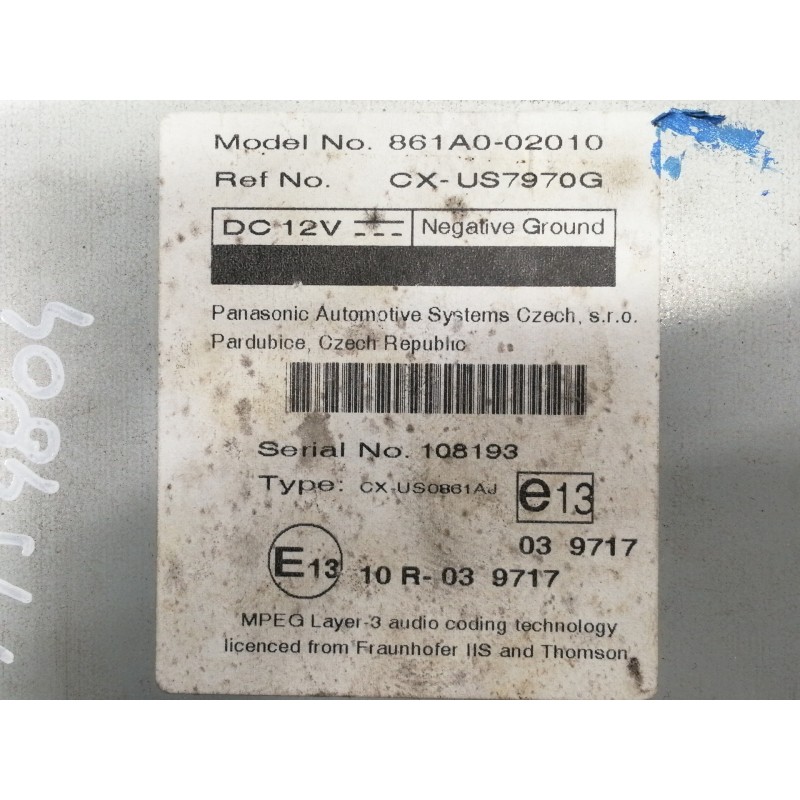 Model No. 861A0-02010
Ref No. CX-US7970G
DC 12V Negative Ground
Panasonic Automotive Systems Czech, s.r.o.
Pardubice, Czech Republic
Serial No. 108193
Type: CX-US0861AJ e13
03 9717
E13 10 R- 03 9717
MPEG Layer-3 audio coding technology
licenced from Fraunhofer IIS and Thomson